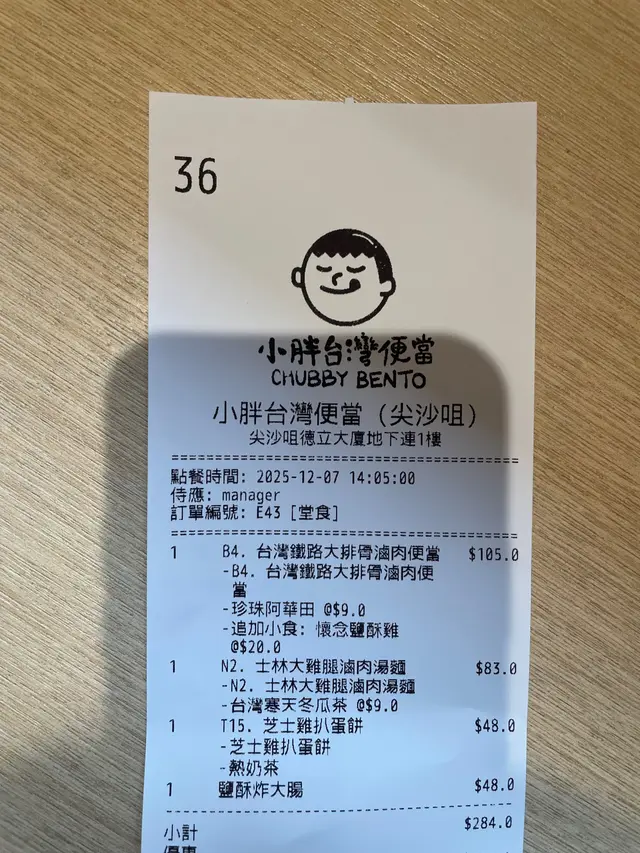 36
小胖台灣便當
CHUBBY BENTO
小胖台灣便當 (尖沙咀)
尖沙咀德立大廈地下連1樓
點餐時間: 2025-12-07 14:05:00
侍應: manager
訂單編號: E43 [堂食]
1 B4. 台灣鐵路大排骨滷肉便當 $105.0
-B4. 台灣鐵路大排骨滷肉便
當
-珍珠阿華田 @$9.0
-追加小食: 懷念鹽酥雞
@$20.0
1 N2. 士林大雞腿滷肉湯麵 $83.0
-N2. 士林大雞腿滷肉湯麵
-台灣寒天冬瓜茶 @$9.0
1 T15. 芝士雞扒蛋餅 $48.0
-芝士雞扒蛋餅
-熱奶茶
1 鹽酥炸大腸 $48.0
小計 $284.0